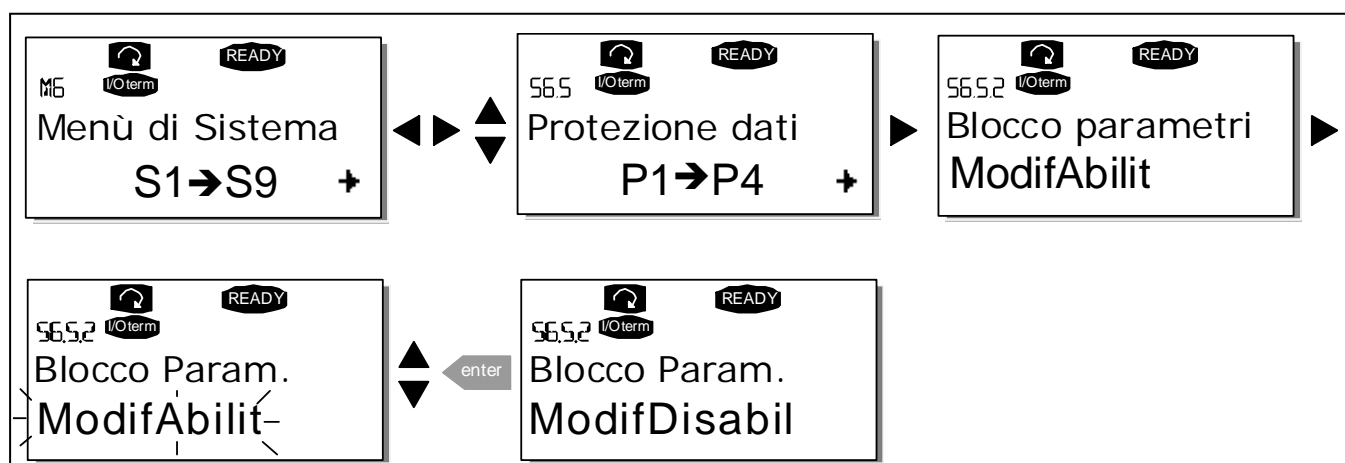 READY
M6 I/Oterm
Menù di Sistema
S1➔S9
READY
S6.5 I/Oterm
Protezione dati
P1➔P4
READY
S6.5.2 I/Oterm
Blocco parametri
ModifAbilit
READY
S6.5.2 I/Oterm
Blocco Param.
ModifAbilit
enter
READY
S6.5.2 I/Oterm
Blocco Param.
ModifDisabil